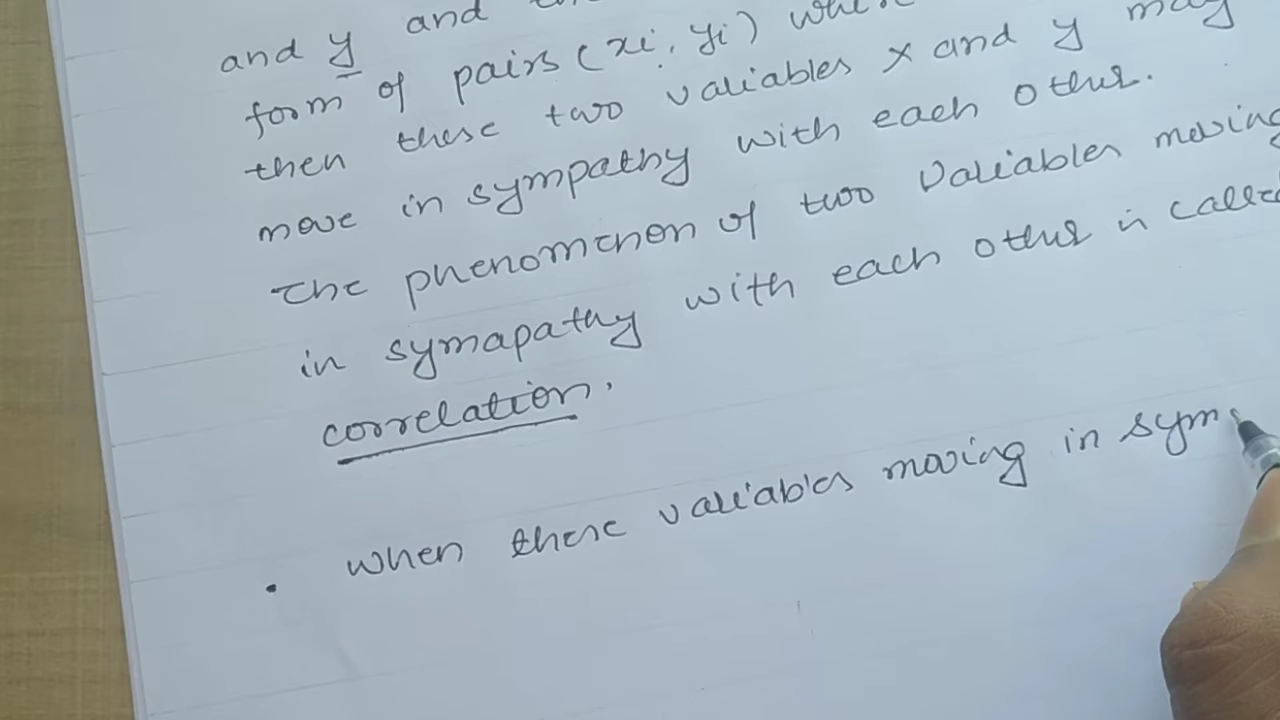 and y and
form of pairs (xi, yi)
then these two variables x and y may
move in sympathy with each other.
The phenomenon of two variables moving
in symapathy with each other is called
correlation.
• when these variables moving in sym